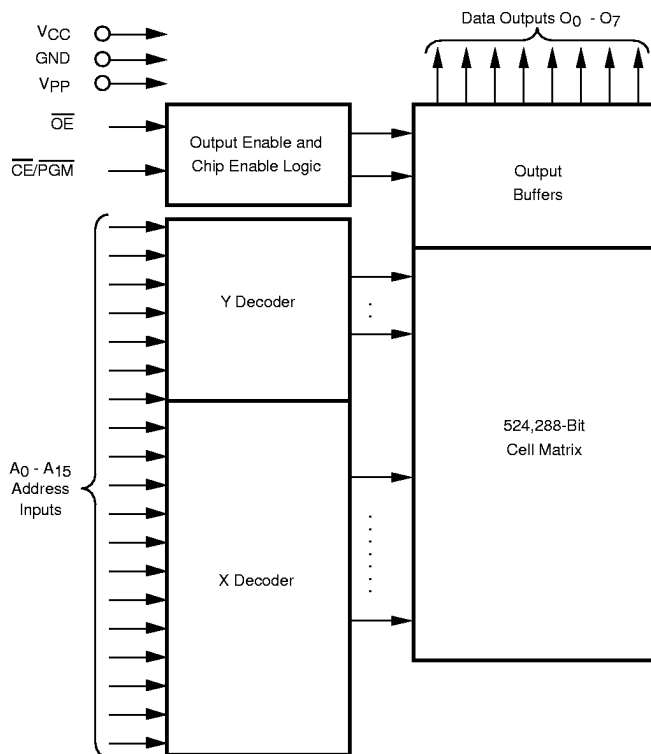 Data Outputs O0 - O7
VCC
GND
VPP
OE
CE/PGM
Output Enable and
Chip Enable Logic
Output
Buffers
Y Decoder
524,288-Bit
Cell Matrix
A0 - A15
Address
Inputs
X Decoder